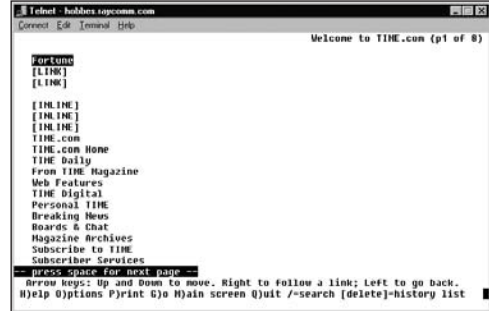 Telnet - hobbes.saycomm.com
Connect Edit Terminal Help
Welcome to TIME.com (p1 of 8)
Fortune
[LINK]
[LINK]
[INLINE]
[INLINE]
[INLINE]
TIME.com
TIME.com Home
TIME Daily
From TIME Magazine
Web Features
TIME Digital
Personal TIME
Breaking News
Boards & Chat
Magazine Archives
Subscribe to TIME
Subscriber Services
-- press space for next page --
Arrow keys: Up and Down to move. Right to follow a link; Left to go back.
H)elp O)ptions P)rint G)o M)ain screen Q)uit /=search [delete]=history list